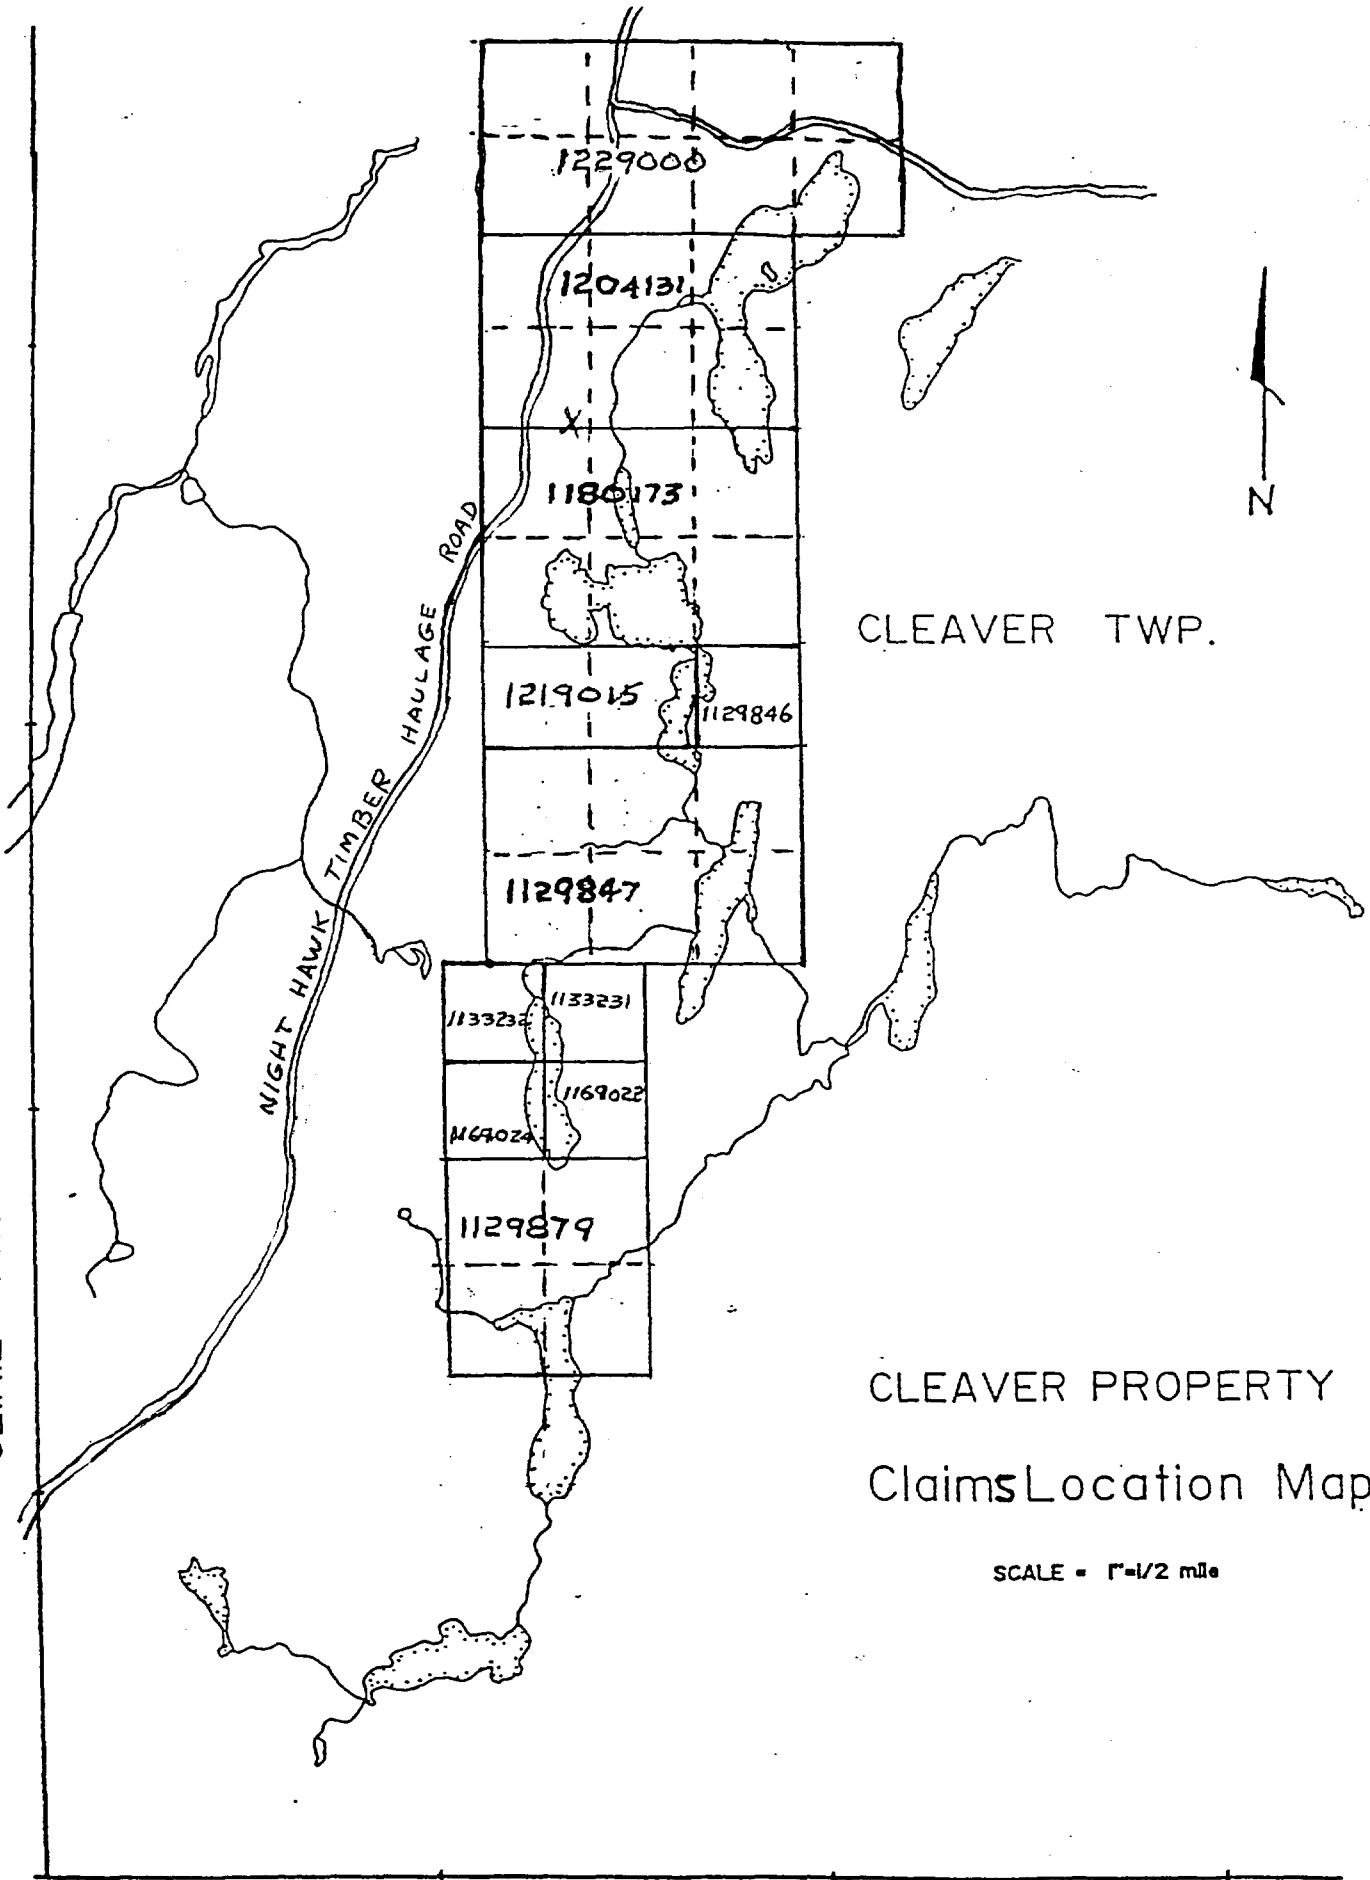 1229000
1204131
1180173
N
NIGHT HAWK TIMBER HAULAGE ROAD
CLEAVER TWP.
1219015
1129846
1129847
1133232
1133231
1169022
1169024
1129879
CLEAVER PROPERTY
Claims Location Map
SCALE = 1"=1/2 mile